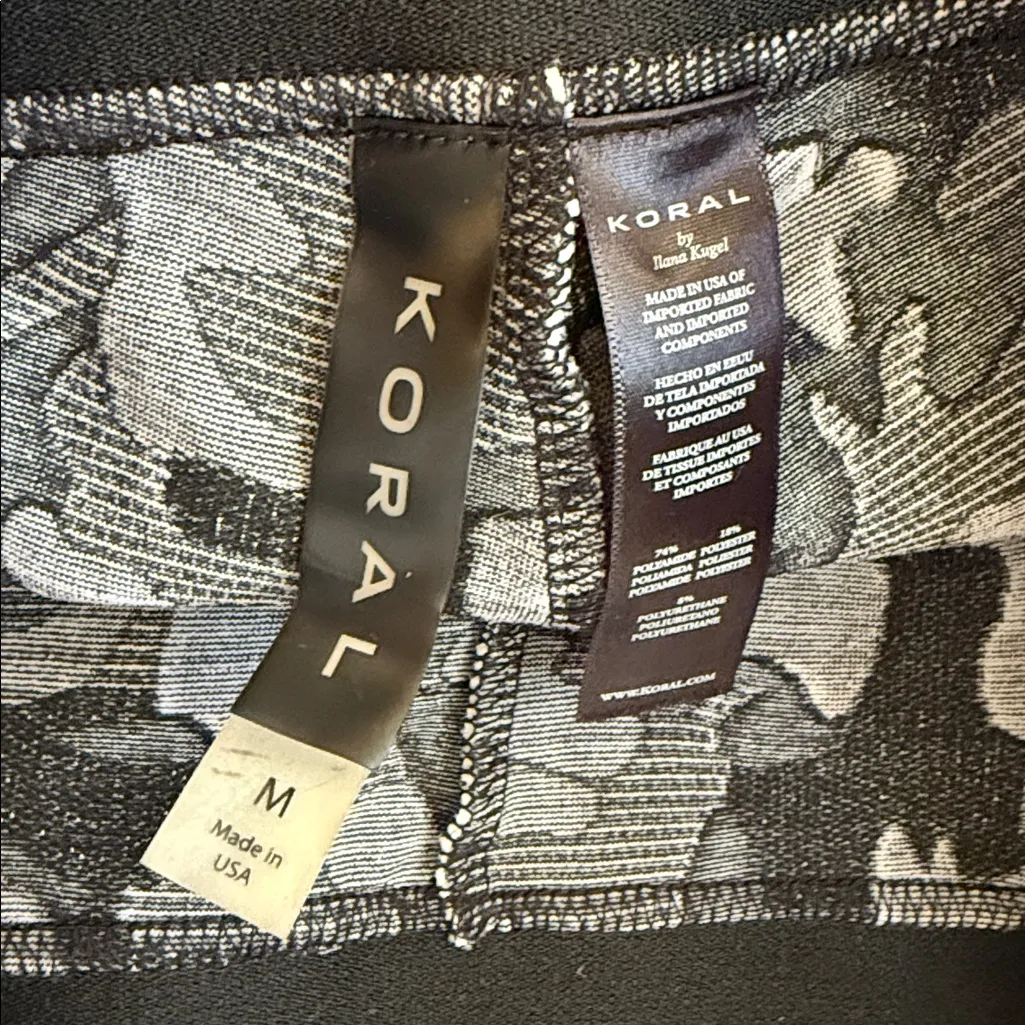 KORAL
M
Made in
USA
KORAL
by
Ilana Kugel
MADE IN USA OF
IMPORTED FABRIC
AND IMPORTED
COMPONENTS
HECHO EN EEUU
DE TELA IMPORTADA
Y COMPONENTES
IMPORTADOS
FABRIQUE AU USA
DE TISSUE IMPORTES
ET COMPOSANTS
IMPORTES
74% 18%
POLYAMIDE POLYESTER
POLIAMIDA POLIESTER
POLYAMIDE POLYESTER
8%
POLYURETHANE
POLIURETANO
POLYURETHANE
WWW.KORAL.COM